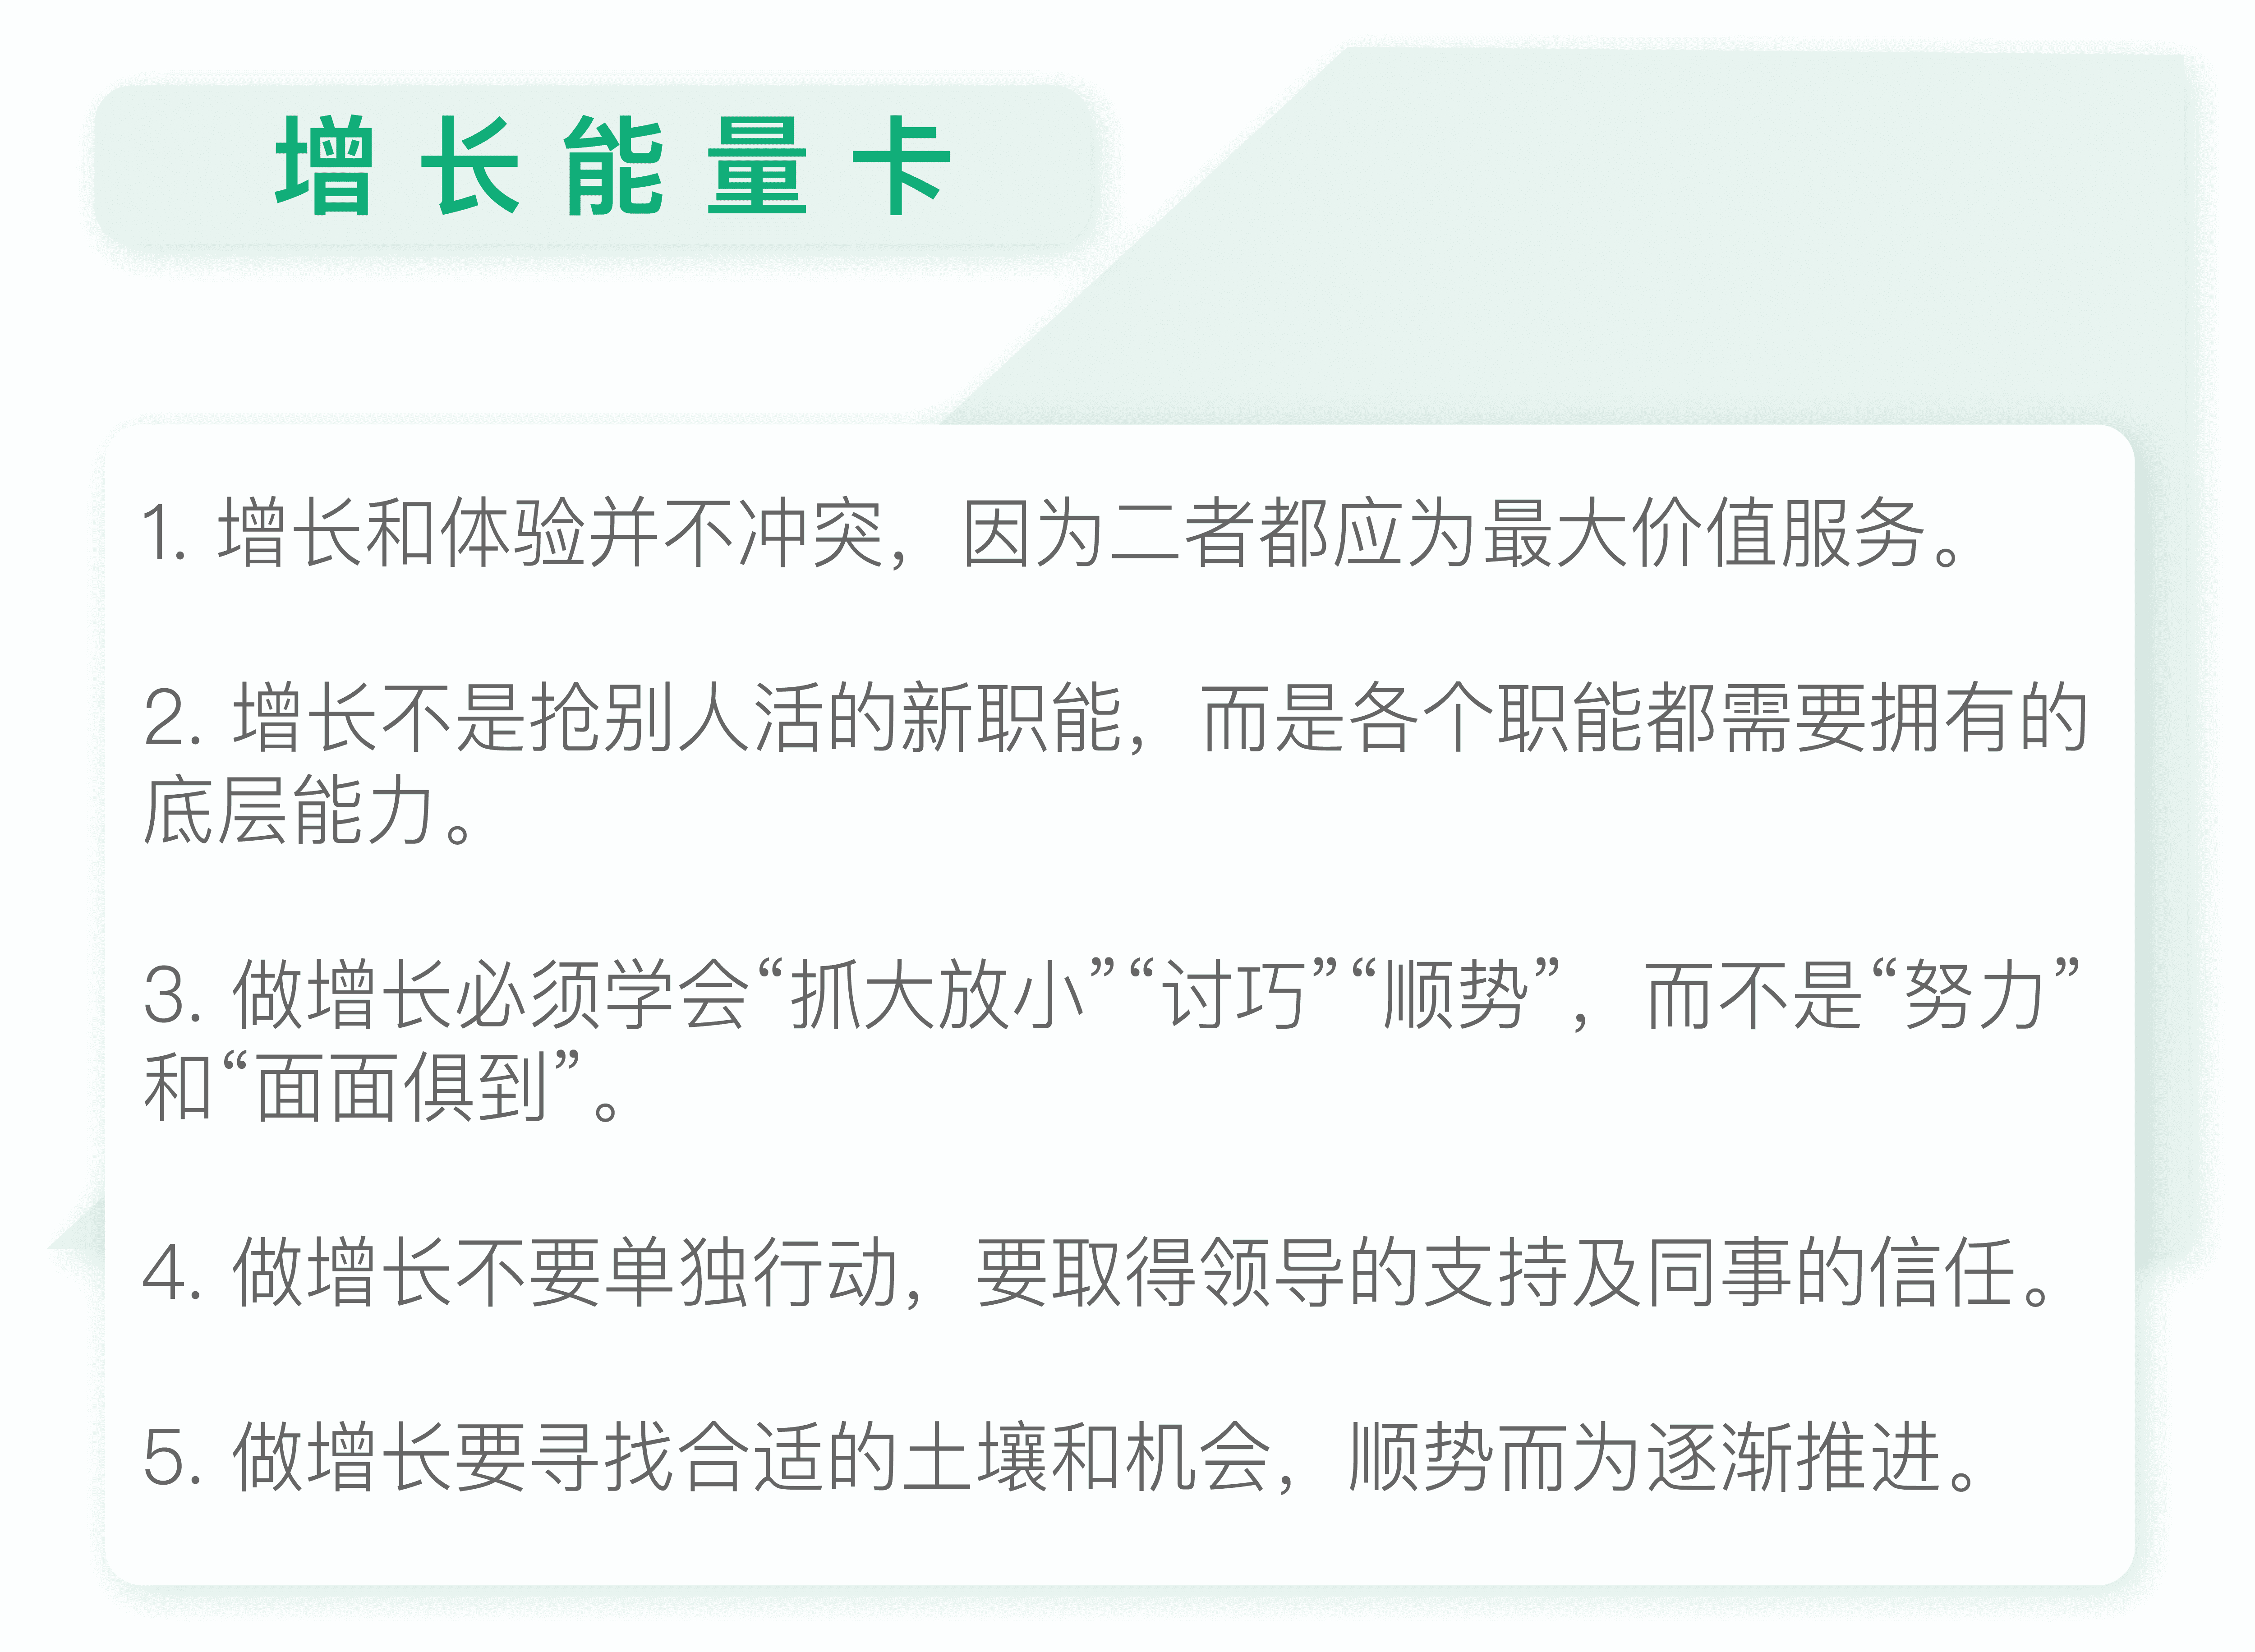 增长能量卡
1. 增长和体验并不冲突，因为二者都应为最大价值服务。
2. 增长不是抢别人活的新职能，而是各个职能都需要拥有的
底层能力。
3. 做增长必须学会“抓大放小”“讨巧”“顺势”，而不是“努力”
和“面面俱到”。
4. 做增长不要单独行动，要取得领导的支持及同事的信任。
5. 做增长要寻找合适的土壤和机会，顺势而为逐渐推进。